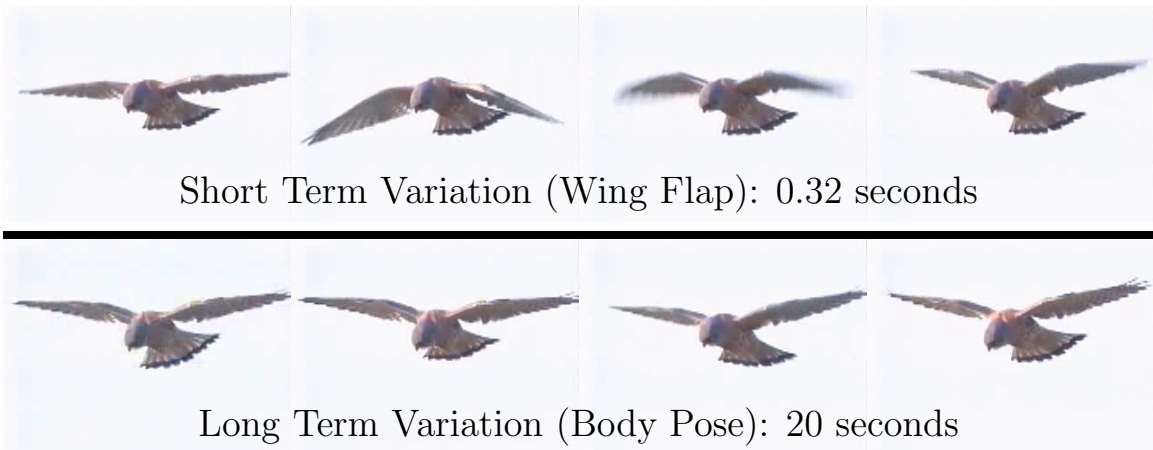 Short Term Variation (Wing Flap): 0.32 seconds
Long Term Variation (Body Pose): 20 seconds